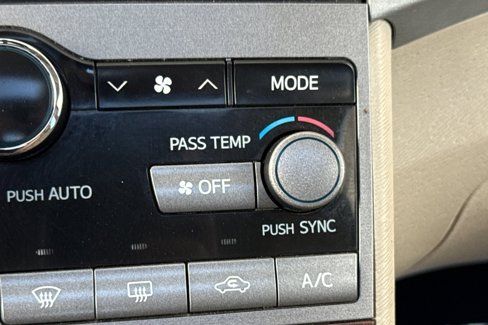 MODE
PASS TEMP
OFF
PUSH AUTO
PUSH SYNC
A/C